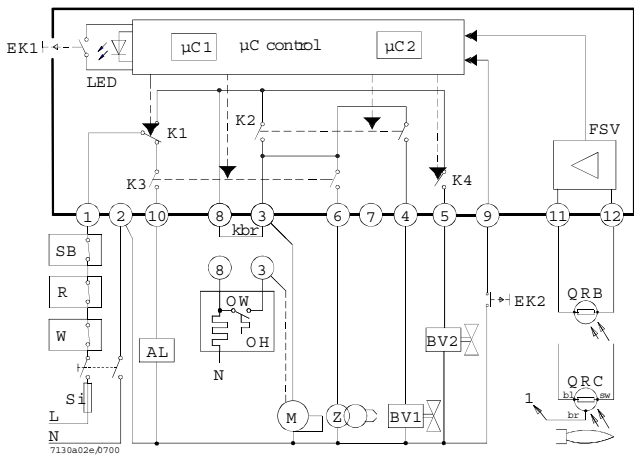 µC1
µC control
µC2
EK1
LED
K1
K2
FSV
K3
K4
1
2
10
8
3
6
7
4
5
9
11
12
kbr
SB
R
W
8
3
OW
OH
N
AL
EK2
QRB
BV2
QRC
bl
sw
br
1
Si
L
M
Z
BV1
N
7130a02e/0700